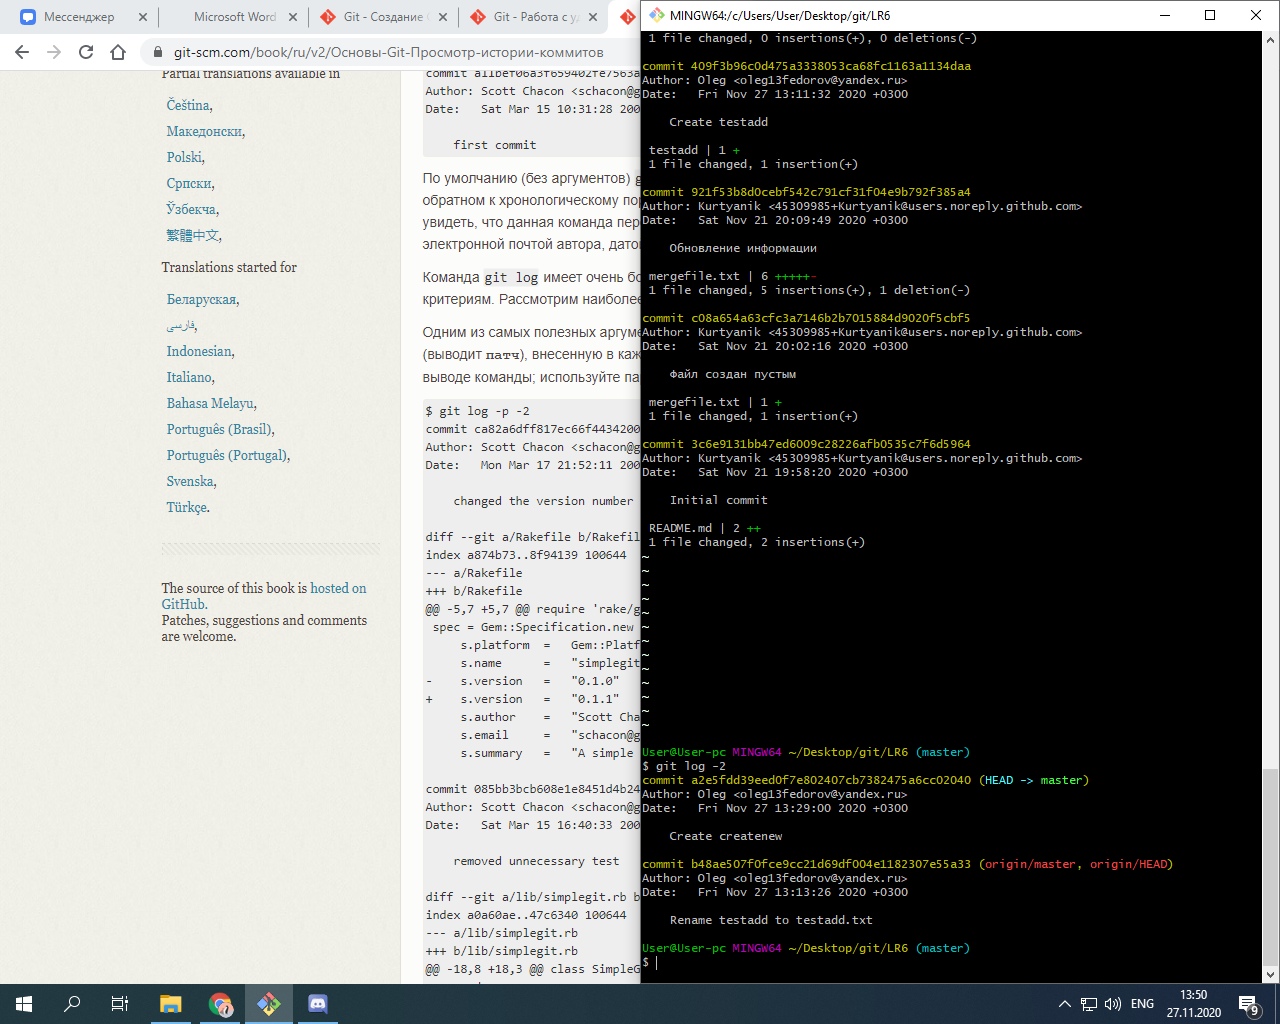 Мессенджер
Microsoft Word
Git - Создание
Git - Работа с у
git-scm.com/book/ru/v2/Основы-Git-Просмотр-истории-коммитов
Partial translations available in
Čeština,
Македонски,
Polski,
Српски,
Ўзбекча,
繁體中文,
Translations started for
Беларуская,
فارسی,
Indonesian,
Italiano,
Bahasa Melayu,
Português (Brasil),
Português (Portugal),
Svenska,
Türkçe.
The source of this book is hosted on
GitHub.
Patches, suggestions and comments
are welcome.
commit a11bef06a3f659402fe7563a
Author: Scott Chacon <schacon@g
Date:   Sat Mar 15 10:31:28 200
first commit
По умолчанию (без аргументов) g
обратном к хронологическому пор
увидеть, что данная команда пер
электронной почтой автора, дато
Команда git log имеет очень бо
критериям. Рассмотрим наиболее
Одним из самых полезных аргуме
(выводит патч), внесенную в каж
выводе команды; используйте па
$ git log -p -2
commit ca82a6dff817ec66f4434200
Author: Scott Chacon <schacon@g
Date:   Mon Mar 17 21:52:11 200
changed the version number
diff --git a/Rakefile b/Rakefil
index a874b73..8f94139 100644
--- a/Rakefile
+++ b/Rakefile
@@ -5,7 +5,7 @@ require 'rake/g
spec = Gem::Specification.new
s.platform  =   Gem::Platf
s.name      =   "simplegit
-    s.version   =   "0.1.0"
+    s.version   =   "0.1.1"
s.author    =   "Scott Cha
s.email     =   "schacon@g
s.summary   =   "A simple
commit 085bb3bcb608e1e8451d4b24
Author: Scott Chacon <schacon@g
Date:   Sat Mar 15 16:40:33 200
removed unnecessary test
diff --git a/lib/simplegit.rb b
index a0a60ae..47c6340 100644
--- a/lib/simplegit.rb
+++ b/lib/simplegit.rb
@@ -18,8 +18,3 @@ class SimpleG
MINGW64:/c/Users/User/Desktop/git/LR6
1 file changed, 0 insertions(+), 0 deletions(-)
commit 409f3b96c0d475a3338053ca68fc1163a1134daa
Author: Oleg <oleg13fedorov@yandex.ru>
Date:   Fri Nov 27 13:11:32 2020 +0300
Create testadd
testadd | 1 +
1 file changed, 1 insertion(+)
commit 921f53b8d0cebf542c791cf31f04e9b792f385a4
Author: Kurtyanik <45309985+Kurtyanik@users.noreply.github.com>
Date:   Sat Nov 21 20:09:49 2020 +0300
Обновление информации
mergefile.txt | 6 +++++-
1 file changed, 5 insertions(+), 1 deletion(-)
commit c08a654a63cfc3a7146b2b7015884d9020f5cbf5
Author: Kurtyanik <45309985+Kurtyanik@users.noreply.github.com>
Date:   Sat Nov 21 20:02:16 2020 +0300
Файл создан пустым
mergefile.txt | 1 +
1 file changed, 1 insertion(+)
commit 3c6e9131bb47ed6009c28226afb0535c7f6d5964
Author: Kurtyanik <45309985+Kurtyanik@users.noreply.github.com>
Date:   Sat Nov 21 19:58:20 2020 +0300
Initial commit
README.md | 2 ++
1 file changed, 2 insertions(+)
~
~
~
~
~
~
~
~
~
~
~
~
~
User@User-pc MINGW64 ~/Desktop/git/LR6 (master)
$ git log -2
commit a2e5fdd39eed0f7e802407cb7382475a6cc02040 (HEAD -> master)
Author: Oleg <oleg13fedorov@yandex.ru>
Date:   Fri Nov 27 13:29:00 2020 +0300
Create createnew
commit b48ae507f0fce9cc21d69df004e1182307e55a33 (origin/master, origin/HEAD)
Author: Oleg <oleg13fedorov@yandex.ru>
Date:   Fri Nov 27 13:13:26 2020 +0300
Rename testadd to testadd.txt
User@User-pc MINGW64 ~/Desktop/git/LR6 (master)
$
ENG
13:50
27.11.2020
9